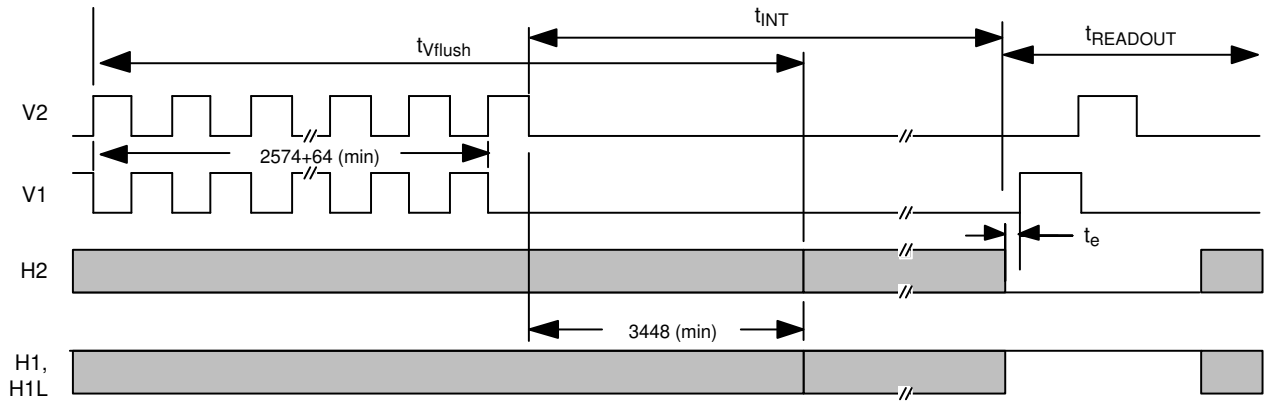 tINT
tVflush
tREADOUT
V2
2574+64 (min)
V1
te
H2
3448 (min)
H1,
H1L